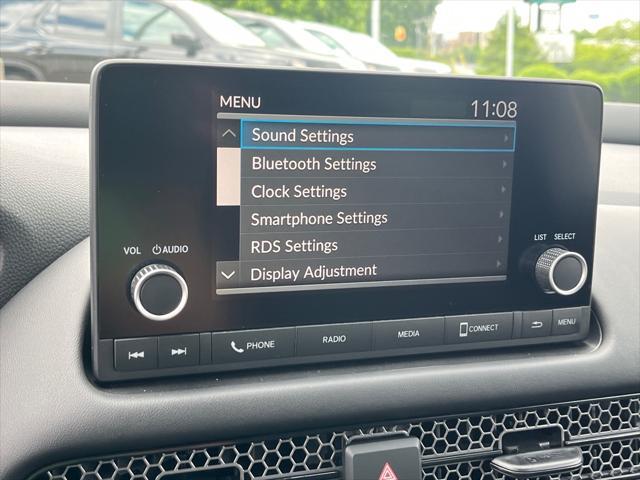 MENU 11:08
Sound Settings
Bluetooth Settings
Clock Settings
Smartphone Settings
RDS Settings
Display Adjustment
VOL AUDIO
LIST SELECT
PHONE RADIO MEDIA CONNECT MENU